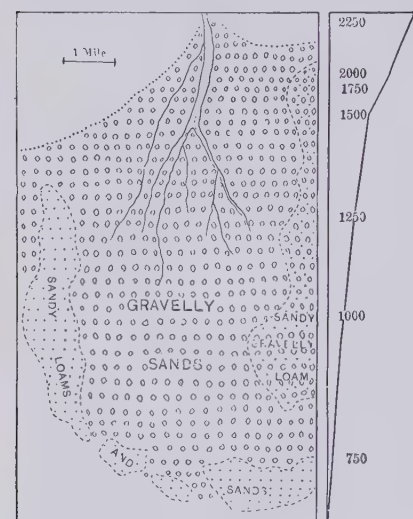 1 Mile
2250
2000
1750
1500
1250
1000
750
GRAVELLY
SANDS
SANDY
LOAMS
SANDY
GRAVELLY
LOAM
AND
SANDS